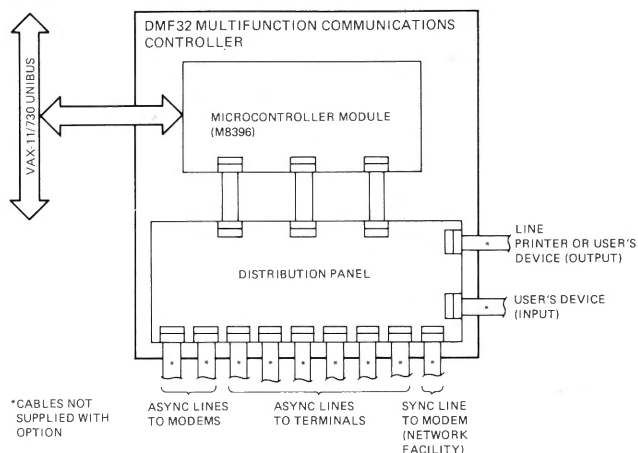 DMF32 MULTIFUNCTION COMMUNICATIONS
CONTROLLER
VAX-11/730 UNIBUS
MICROCONTROLLER MODULE
(M8396)
DISTRIBUTION PANEL
LINE
PRINTER OR USER'S
DEVICE (OUTPUT)
USER'S DEVICE
(INPUT)
*
*
* * * * * * * * *
*CABLES NOT
SUPPLIED WITH
OPTION
ASYNC LINES
TO MODEMS
ASYNC LINES
TO TERMINALS
SYNC LINE
TO MODEM
(NETWORK
FACILITY)